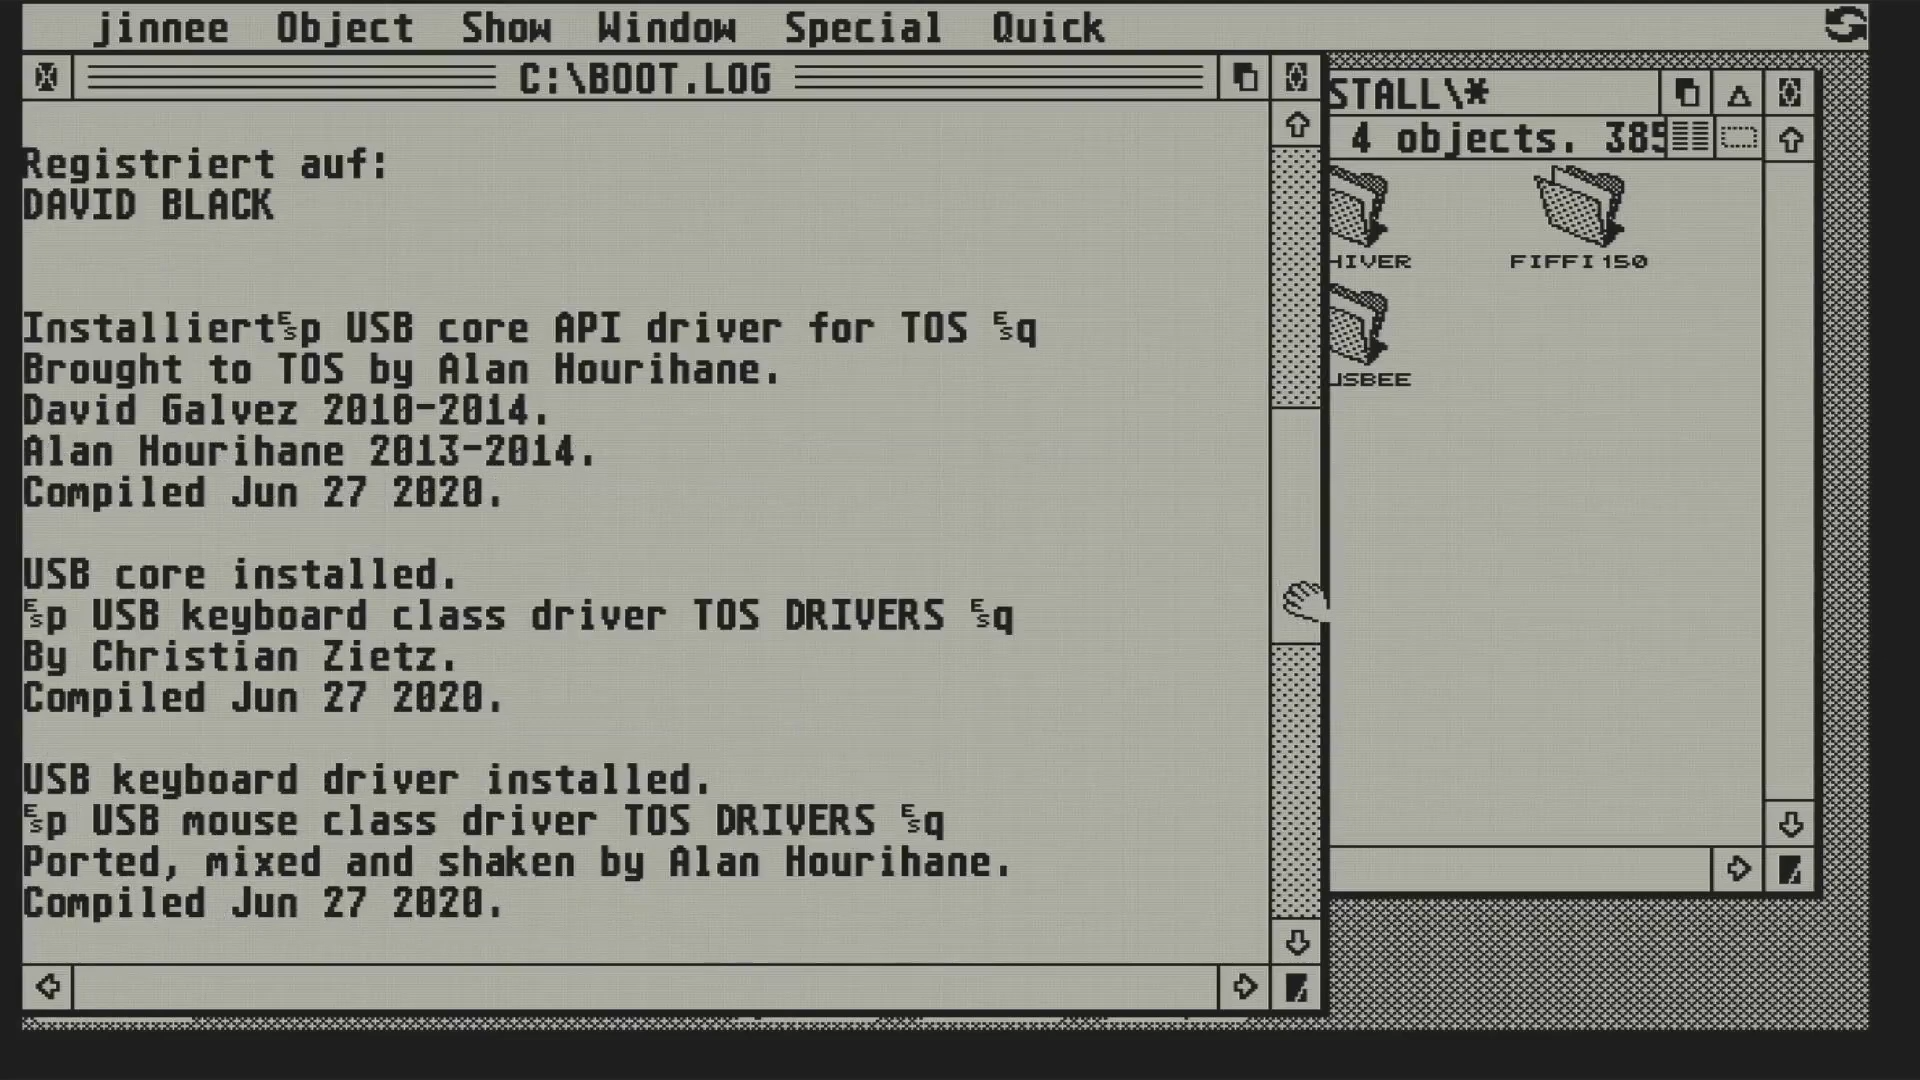 jinnee Object Show Window Special Quick
C:\BOOT.LOG
Registriert auf:
DAVID BLACK
Installiert␛p USB core API driver for TOS ␛q
Brought to TOS by Alan Hourihane.
David Galvez 2010-2014.
Alan Hourihane 2013-2014.
Compiled Jun 27 2020.
USB core installed.
␛p USB keyboard class driver TOS DRIVERS ␛q
By Christian Zietz.
Compiled Jun 27 2020.
USB keyboard driver installed.
␛p USB mouse class driver TOS DRIVERS ␛q
Ported, mixed and shaken by Alan Hourihane.
Compiled Jun 27 2020.
STALL\*
4 objects. 385
HIVER
FIFFI150
USBEE